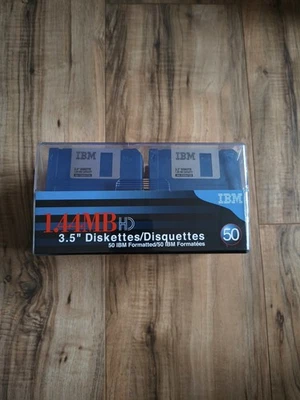 IBM
IBM
IBM
1.44MB HD
3.5" Diskettes/Disquettes
50 IBM Formatted/50 IBM Formatées
50